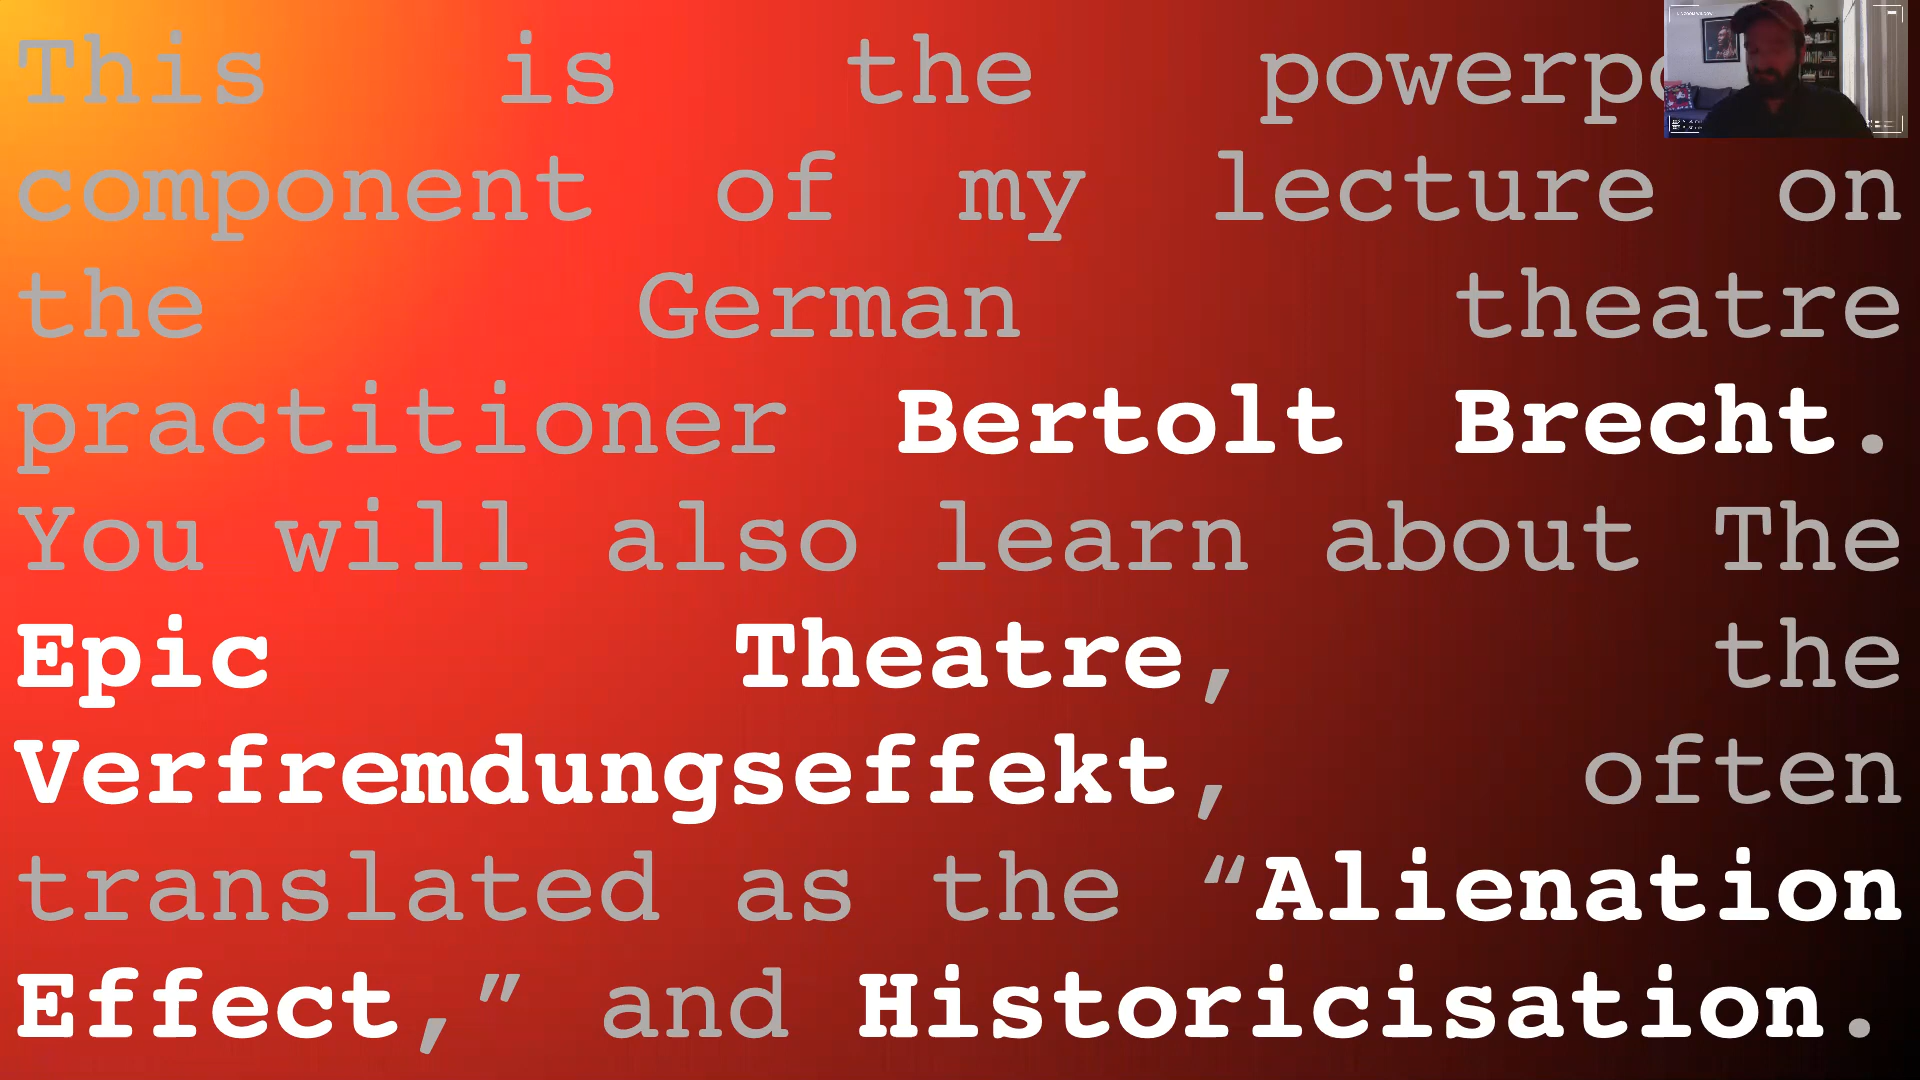 This is the powerpo
component of my lecture on
the German theatre
practitioner Bertolt Brecht.
You will also learn about The
Epic Theatre, the
Verfremdungseffekt, often
translated as the “Alienation
Effect,” and Historicisation.